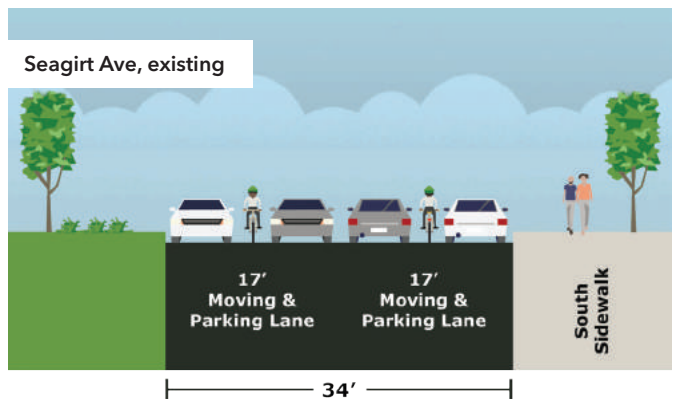 Seagirt Ave, existing
17′
Moving &
Parking Lane
17′
Moving &
Parking Lane
South
Sidewalk
34′